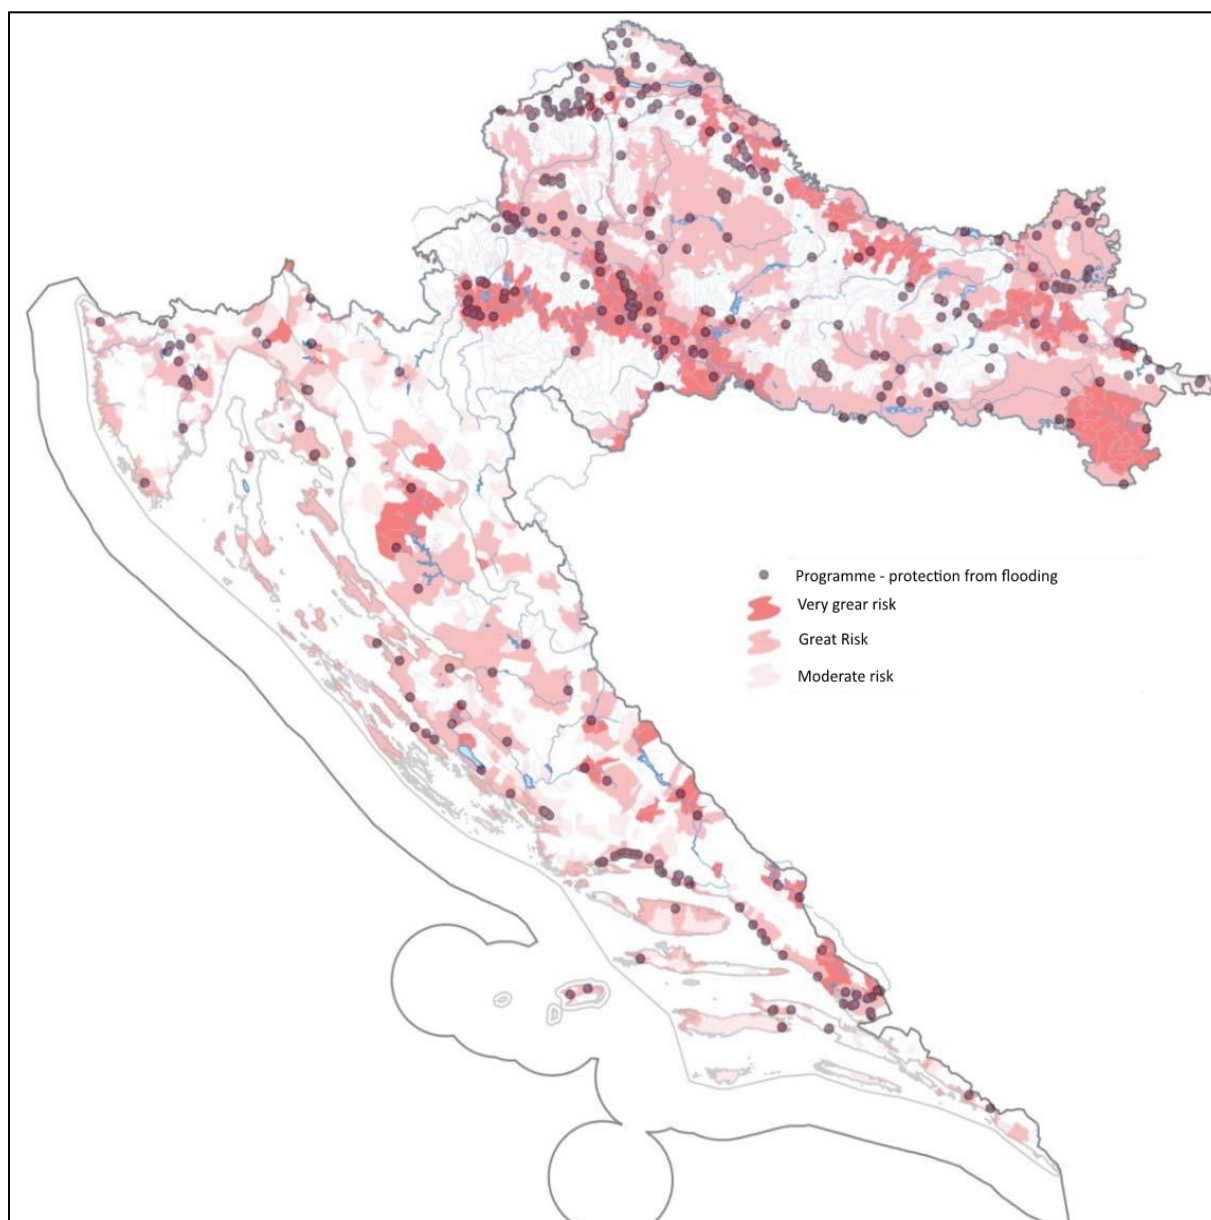 Programme - protection from flooding
Very grear risk
Great Risk
Moderate risk